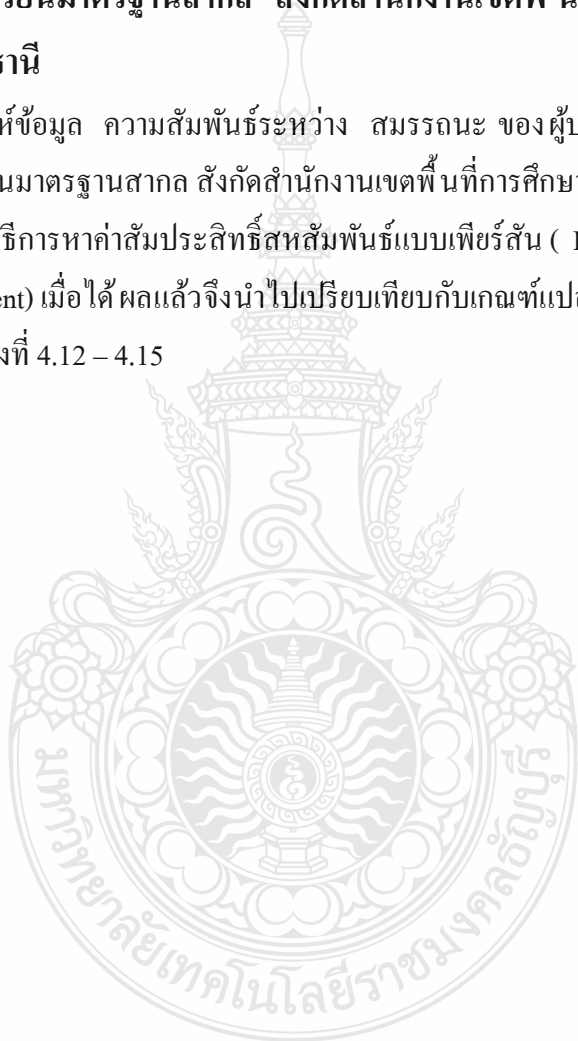 รียนมาตรฐานสากล สังกัดสำนักงานเขตพื้น
ธานี
ห์ข้อมูล ความสัมพันธ์ระหว่าง สมรรถนะ ของผู้บ
นมาตรฐานสากล สังกัดสำนักงานเขตพื้นที่การศึกษา
ธีการหาค่าสัมประสิทธิ์สหสัมพันธ์แบบเพียร์สัน (
ent) เมื่อได้ ผลแล้วจึงนำไปเปรียบเทียบกับเกณฑ์แปล
งที่ 4.12 – 4.15
มหาวิทยาลัยเทคโนโลยีราชมงคลธัญบุรี